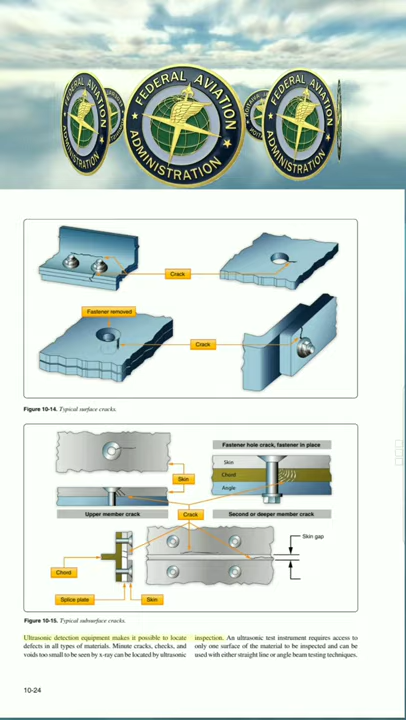 FEDERAL AVIATION
ADMINISTRATION
FEDERAL AVIATION
ADMINISTRATION
FEDERAL AVIATION
ADMINISTRATION
Crack
Fastener removed
Crack
Figure 10-14. Typical surface cracks.
Fastener hole crack, fastener in place
Skin
Skin
Chord
Angle
Upper member crack
Crack
Second or deeper member crack
Skin gap
Chord
Splice plate
Skin
Figure 10-15. Typical subsurface cracks.
Ultrasonic detection equipment makes it possible to locate
defects in all types of materials. Minute cracks, checks, and
voids too small to be seen by x-ray can be located by ultrasonic
inspection. An ultrasonic test instrument requires access to
only one surface of the material to be inspected and can be
used with either straight line or angle beam testing techniques.
10-24